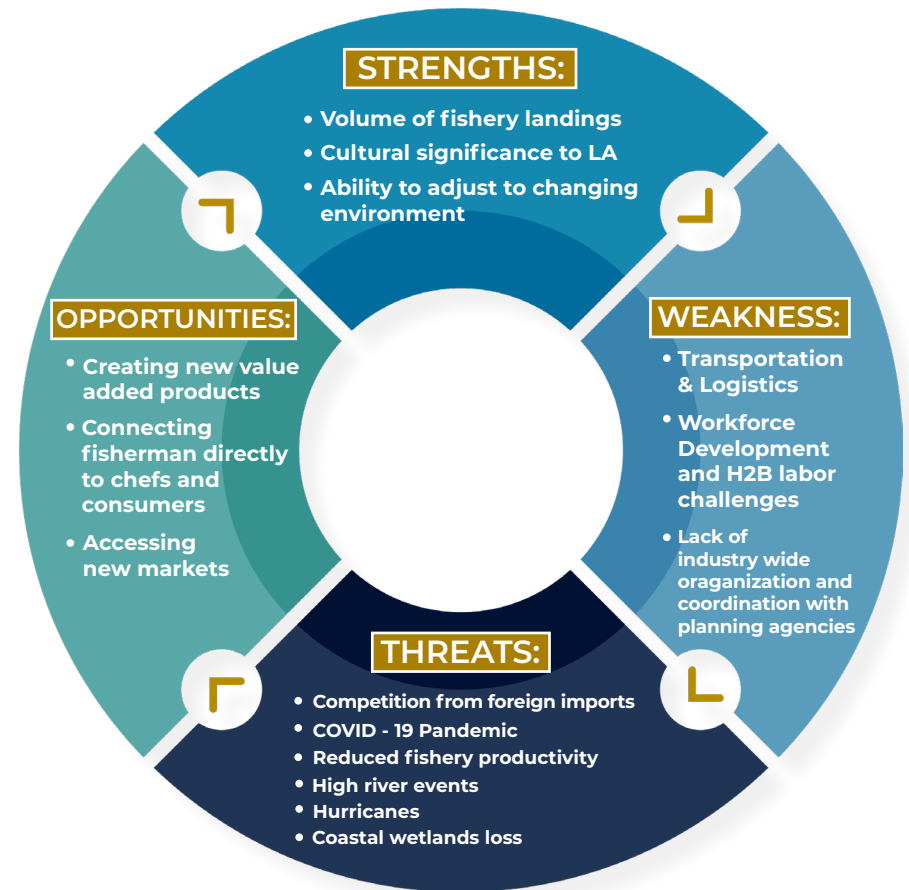 STRENGTHS:
• Volume of fishery landings
• Cultural significance to LA
• Ability to adjust to changing
environment
OPPORTUNITIES:
• Creating new value
added products
• Connecting
fisherman directly
to chefs and
consumers
• Accessing
new markets
WEAKNESS:
• Transportation
& Logistics
• Workforce
Development
and H2B labor
challenges
• Lack of
industry wide
oraganization and
coordination with
planning agencies
THREATS:
• Competition from foreign imports
• COVID - 19 Pandemic
• Reduced fishery productivity
• High river events
• Hurricanes
• Coastal wetlands loss